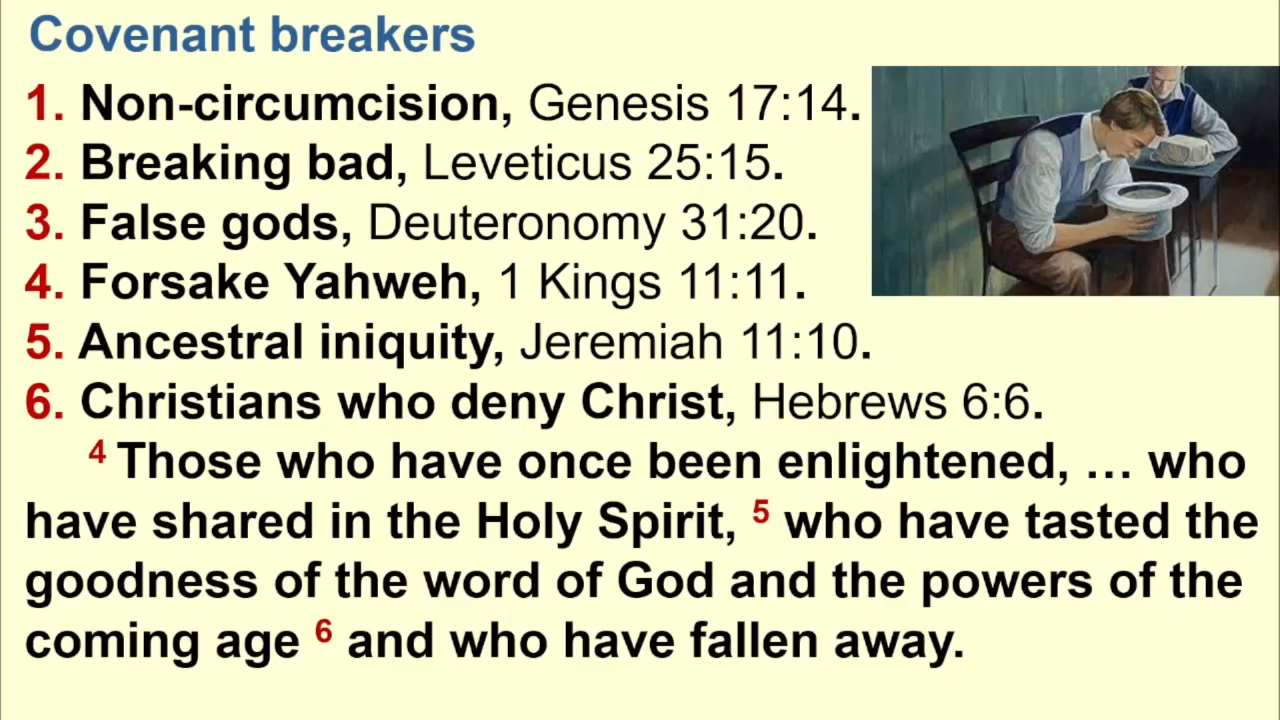 Covenant breakers
1. Non-circumcision, Genesis 17:14.
2. Breaking bad, Leveticus 25:15.
3. False gods, Deuteronomy 31:20.
4. Forsake Yahweh, 1 Kings 11:11.
5. Ancestral iniquity, Jeremiah 11:10.
6. Christians who deny Christ, Hebrews 6:6.
4 Those who have once been enlightened, … who
have shared in the Holy Spirit, 5 who have tasted the
goodness of the word of God and the powers of the
coming age 6 and who have fallen away.